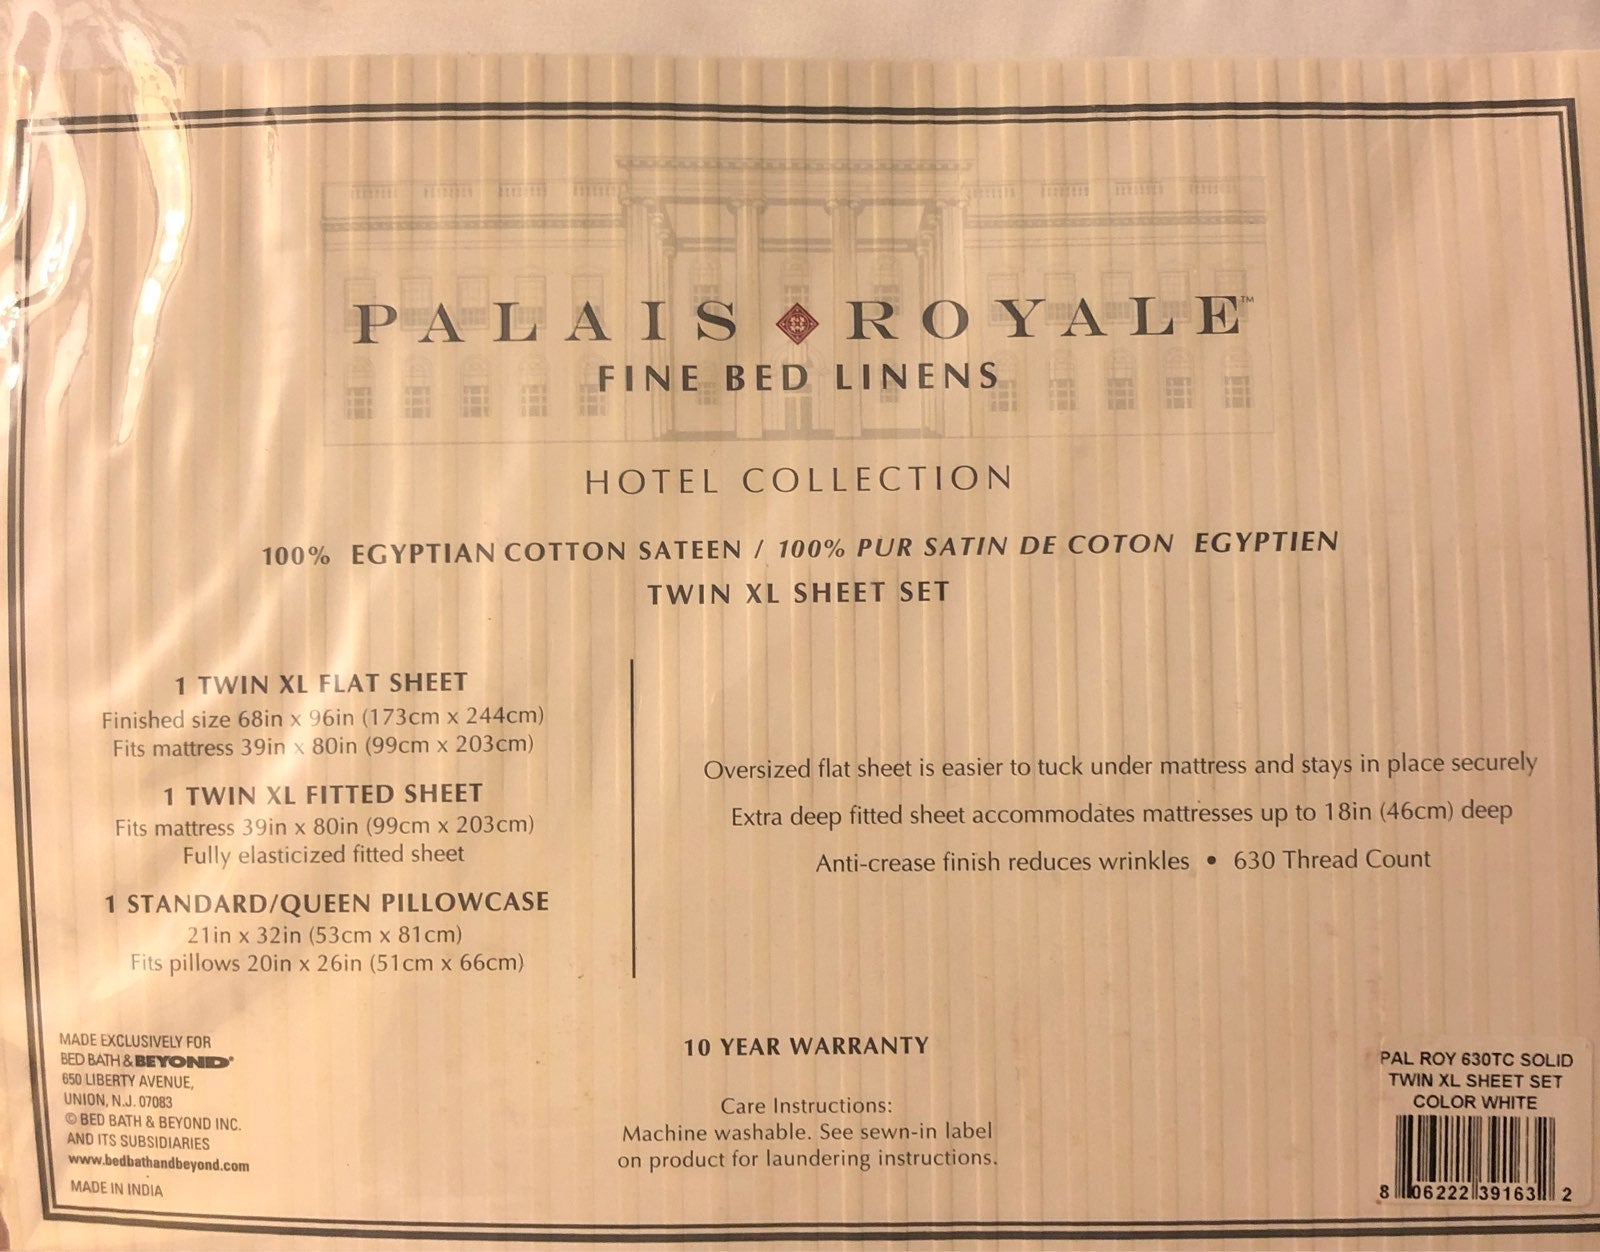 PALAIS ROYALE™
FINE BED LINENS
HOTEL COLLECTION
100% EGYPTIAN COTTON SATEEN / 100% PUR SATIN DE COTON EGYPTIEN
TWIN XL SHEET SET
1 TWIN XL FLAT SHEET
Finished size 68in x 96in (173cm x 244cm)
Fits mattress 39in x 80in (99cm x 203cm)
1 TWIN XL FITTED SHEET
Fits mattress 39in x 80in (99cm x 203cm)
Fully elasticized fitted sheet
1 STANDARD/QUEEN PILLOWCASE
21in x 32in (53cm x 81cm)
Fits pillows 20in x 26in (51cm x 66cm)
Oversized flat sheet is easier to tuck under mattress and stays in place securely
Extra deep fitted sheet accommodates mattresses up to 18in (46cm) deep
Anti-crease finish reduces wrinkles • 630 Thread Count
MADE EXCLUSIVELY FOR
BED BATH & BEYOND®
650 LIBERTY AVENUE,
UNION, N.J. 07083
© BED BATH & BEYOND INC.
AND ITS SUBSIDIARIES
www.bedbathandbeyond.com
MADE IN INDIA
10 YEAR WARRANTY
Care Instructions:
Machine washable. See sewn-in label
on product for laundering instructions.
PAL ROY 630TC SOLID
TWIN XL SHEET SET
COLOR WHITE
8 06222 39163 2